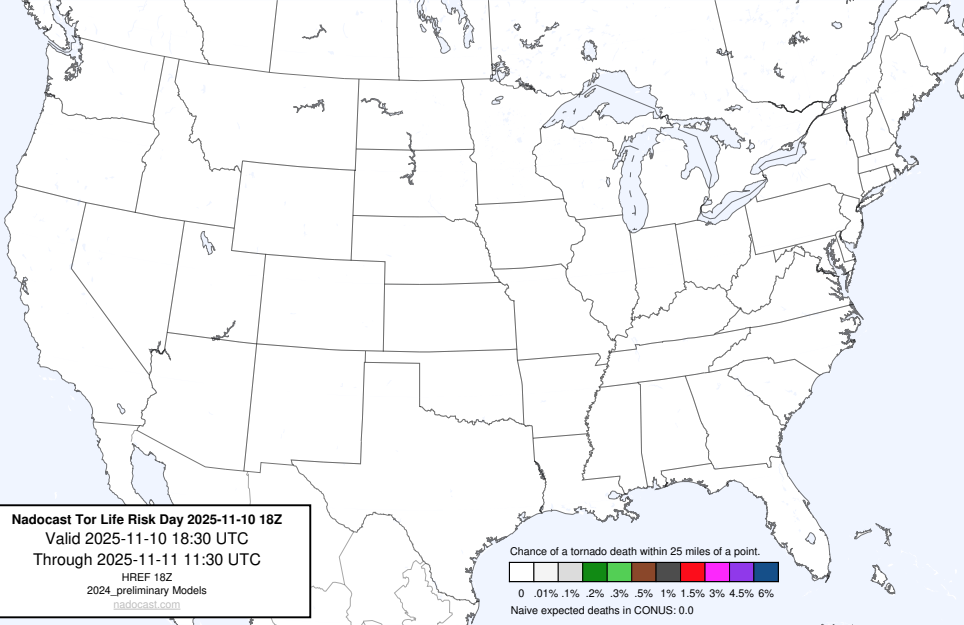 Nadocast Tor Life Risk Day 2025-11-10 18Z
Valid 2025-11-10 18:30 UTC
Through 2025-11-11 11:30 UTC
HREF 18Z
2024_preliminary Models
nadocast.com
Chance of a tornado death within 25 miles of a point.
0 .01% .1% .2% .3% .5% 1% 1.5% 3% 4.5% 6%
Naive expected deaths in CONUS: 0.0